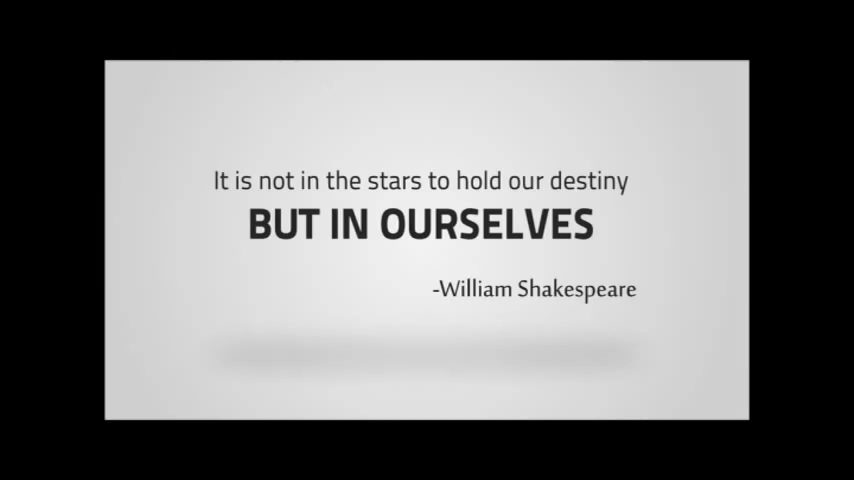 It is not in the stars to hold our destiny
BUT IN OURSELVES
-William Shakespeare